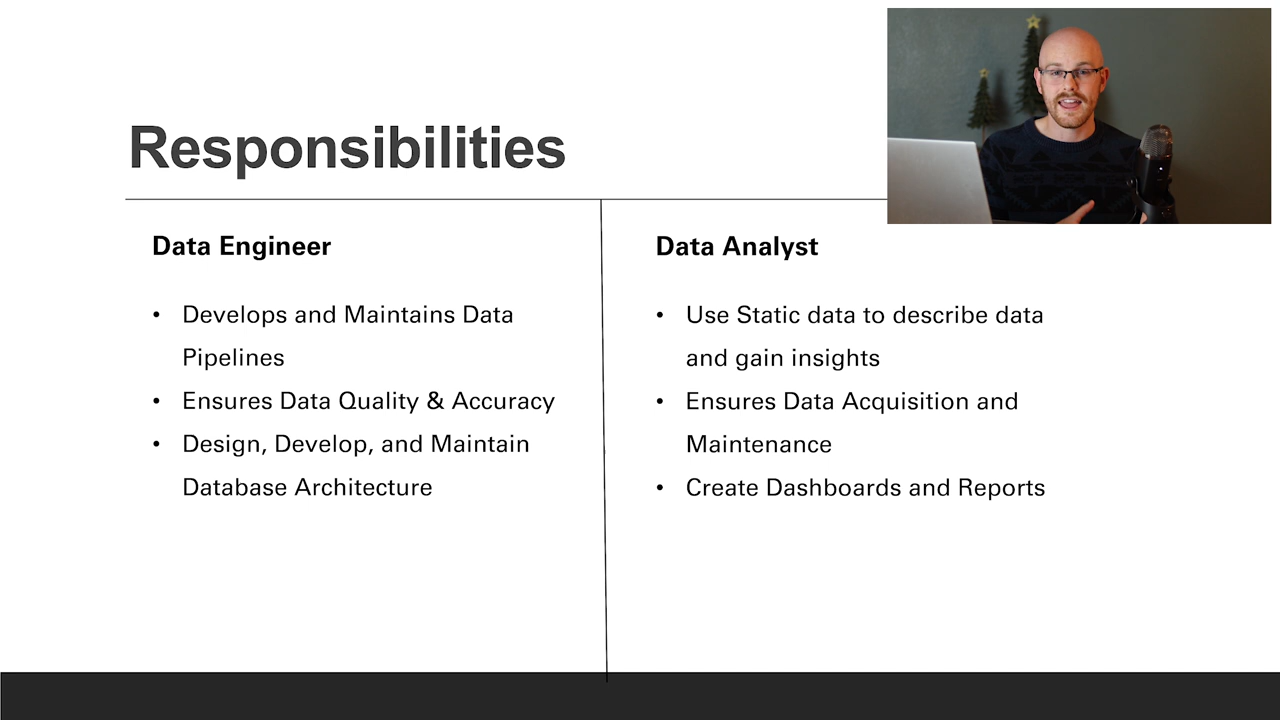 Responsibilities
Data Engineer
• Develops and Maintains Data
Pipelines
• Ensures Data Quality & Accuracy
• Design, Develop, and Maintain
Database Architecture
Data Analyst
• Use Static data to describe data
and gain insights
• Ensures Data Acquisition and
Maintenance
• Create Dashboards and Reports